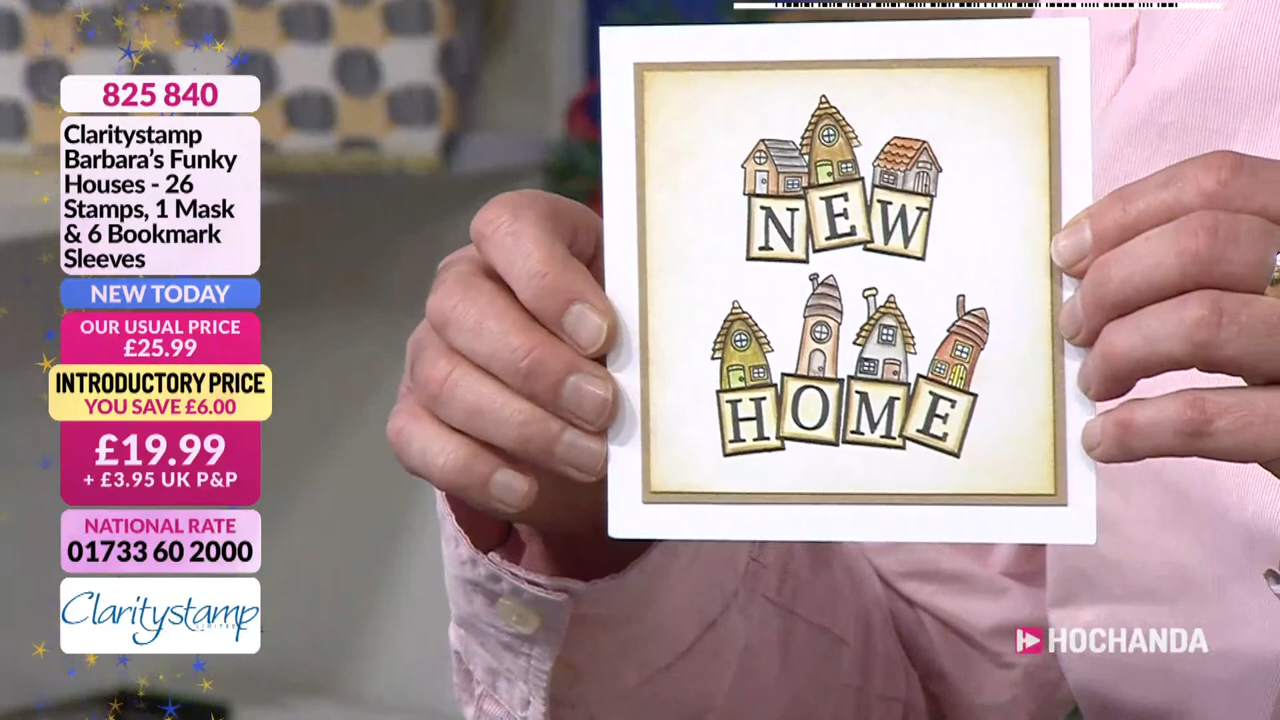 825 840
Claritystamp
Barbara's Funky
Houses - 26
Stamps, 1 Mask
& 6 Bookmark
Sleeves
NEW TODAY
OUR USUAL PRICE
£25.99
INTRODUCTORY PRICE
YOU SAVE £6.00
£19.99
+ £3.95 UK P&P
NATIONAL RATE
01733 60 2000
Claritystamp
LIMITED
NEW
HOME
HOCHANDA